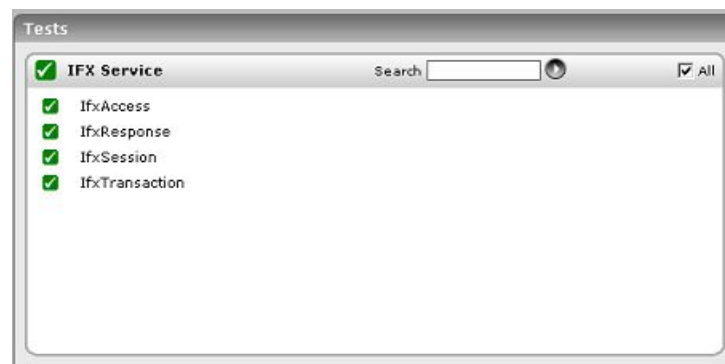 Tests
IFX Service Search All
IfxAccess
IfxResponse
IfxSession
IfxTransaction